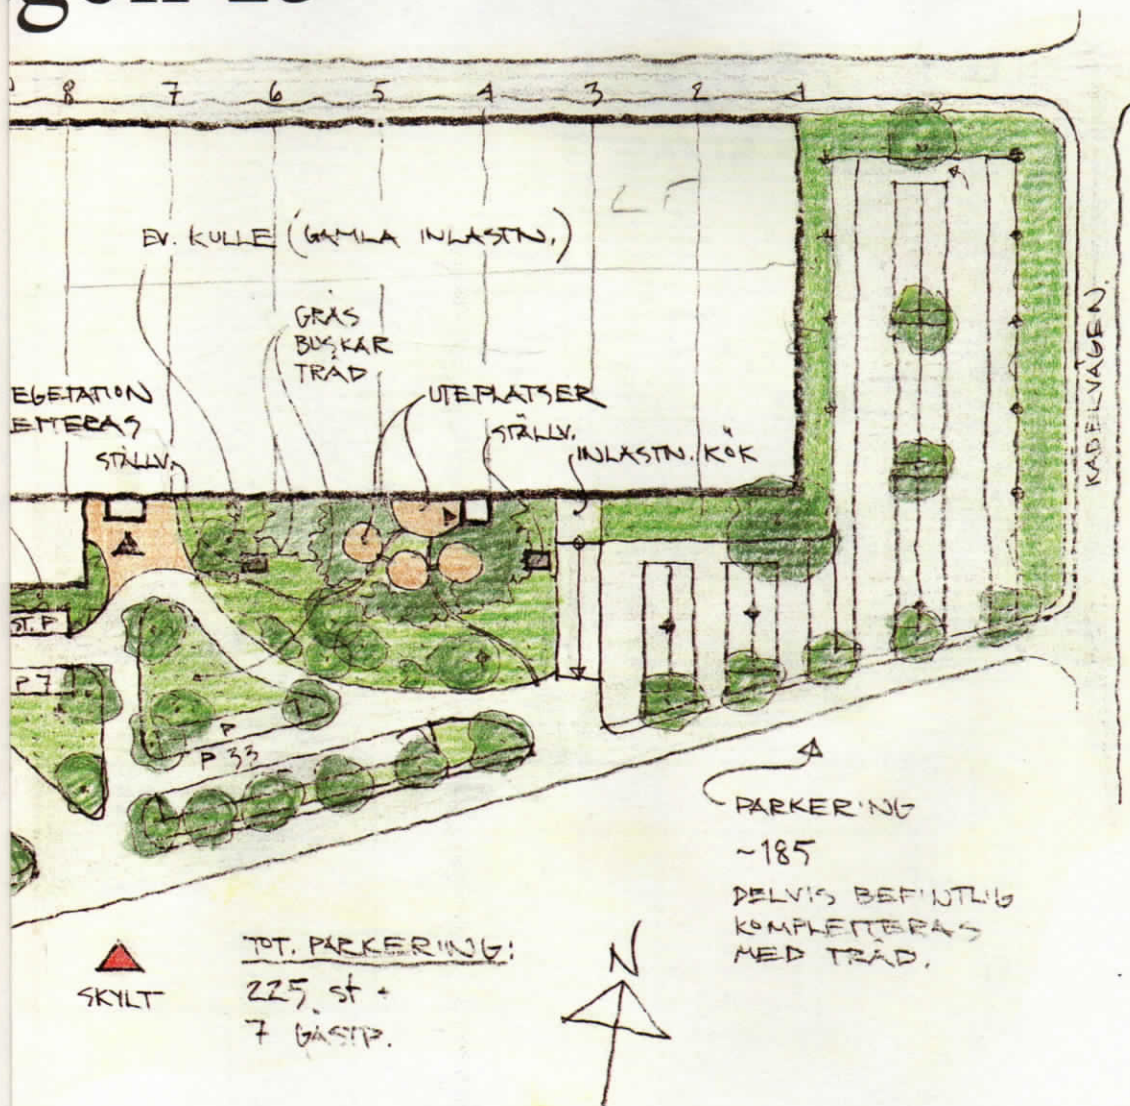 8 7 6 5 4 3 2 1
EV. KULLE (GAMLA INLASTN.)
GRÄS
BUSKAR
TRÄD
EGETATION
ETTERAS
STÄLLV.
UTEPLATSER
STÄLLV.
INLASTN. KÖK
KABELVÄGEN.
ST. P
P 7
P
P 33
PARKERING
~185
DELVIS BEFINTLIG
KOMPLETTERAS
MED TRÄD.
SKYLT
TOT. PARKERING:
225 st +
7 GÄSTP.
N